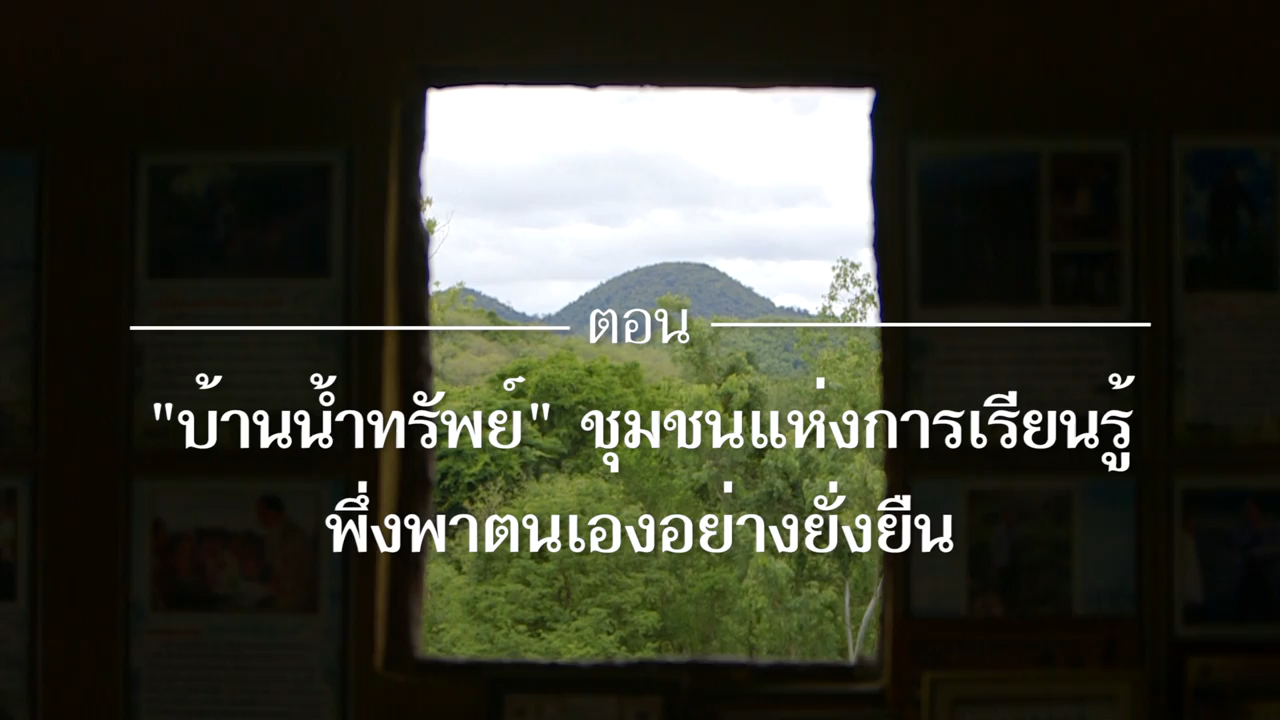 ตอน
"บ้านน้ำทรัพย์" ชุมชนแห่งการเรียนรู้
พึ่งพาตนเองอย่างยั่งยืน